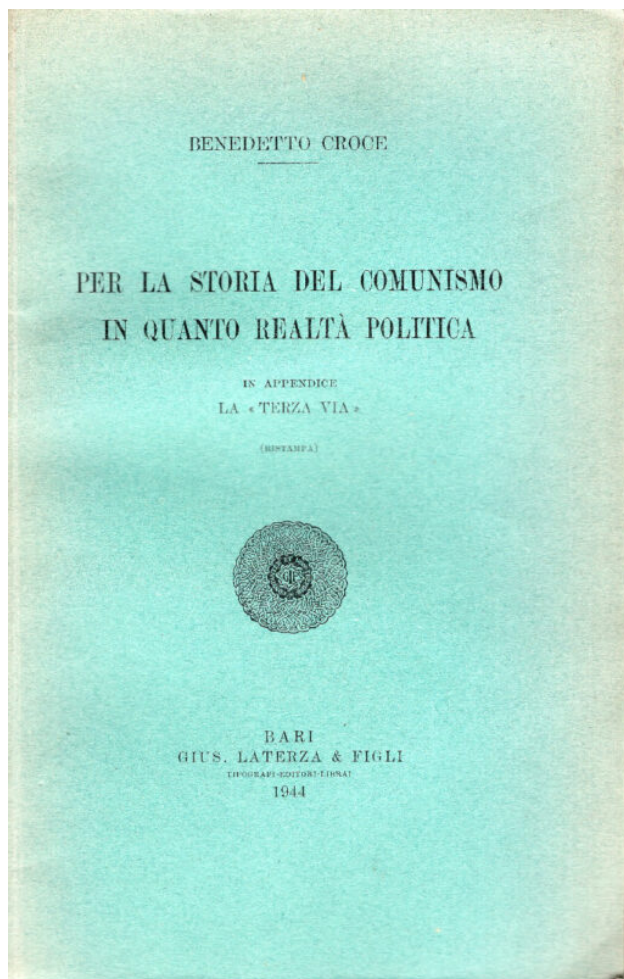 BENEDETTO CROCE
PER LA STORIA DEL COMUNISMO
IN QUANTO REALTÀ POLITICA
IN APPENDICE
LA « TERZA VIA »
(RISTAMPA)
BARI
GIUS. LATERZA & FIGLI
TIPOGRAFI-EDITORI-LIBRAI
1944